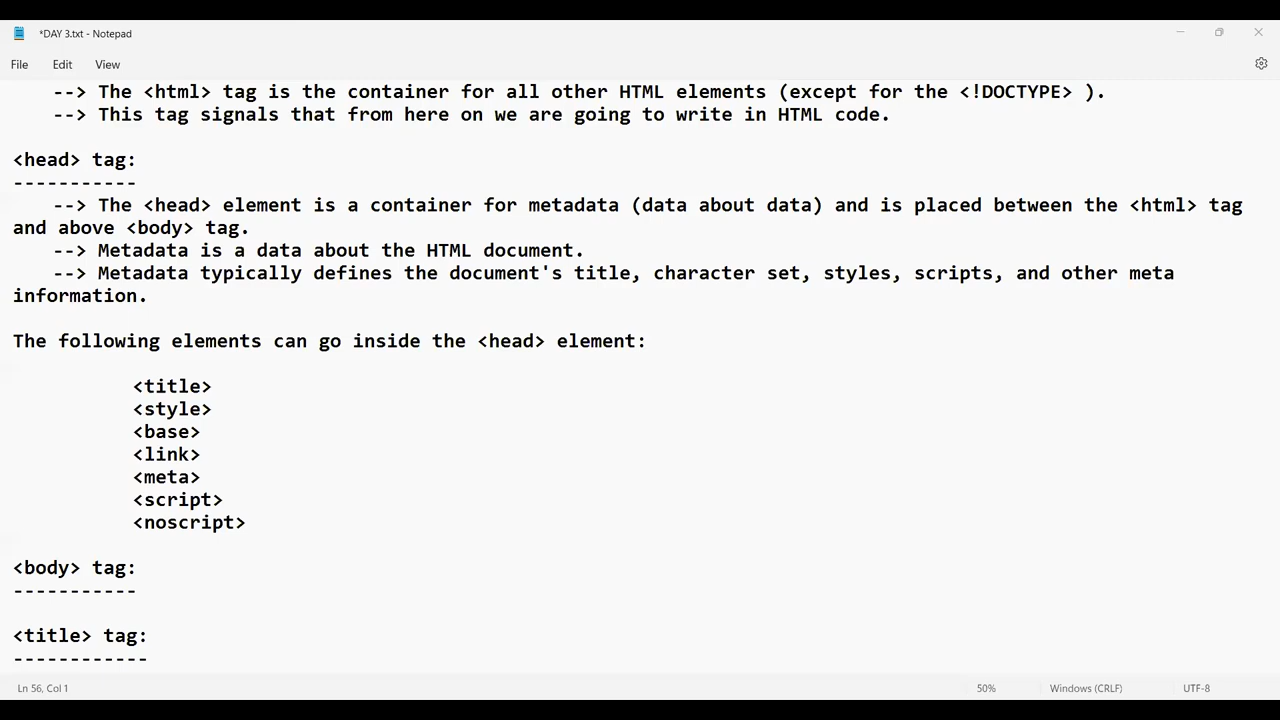 *DAY 3.txt - Notepad
File Edit View
--> The <html> tag is the container for all other HTML elements (except for the <!DOCTYPE> ).
--> This tag signals that from here on we are going to write in HTML code.
<head> tag:
-----------
--> The <head> element is a container for metadata (data about data) and is placed between the <html> tag
and above <body> tag.
--> Metadata is a data about the HTML document.
--> Metadata typically defines the document's title, character set, styles, scripts, and other meta
information.
The following elements can go inside the <head> element:
<title>
<style>
<base>
<link>
<meta>
<script>
<noscript>
<body> tag:
-----------
<title> tag:
------------
Ln 56, Col 1 50% Windows (CRLF) UTF-8